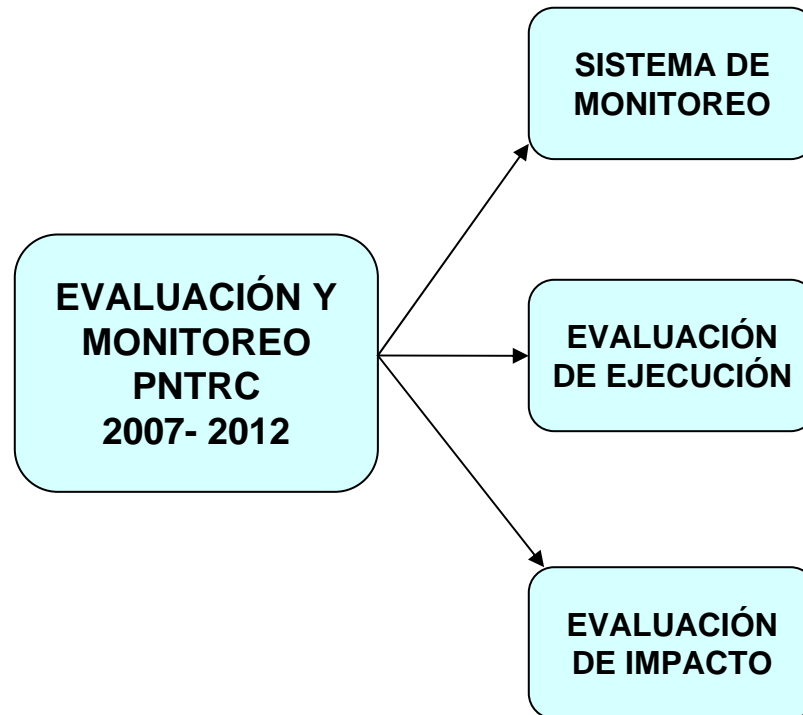 SISTEMA DE
MONITOREO
EVALUACIÓN Y
MONITOREO
PNTRC
2007- 2012
EVALUACIÓN
DE EJECUCIÓN
EVALUACIÓN
DE IMPACTO